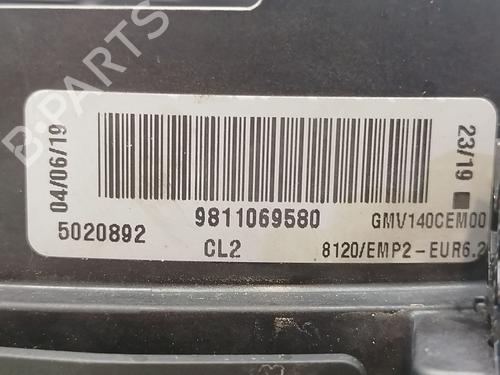 04/06/19
23/19
9811069580
GMV140CEM00
5020892
CL2
8120/EMP2-EUR6.2
B-PARTS